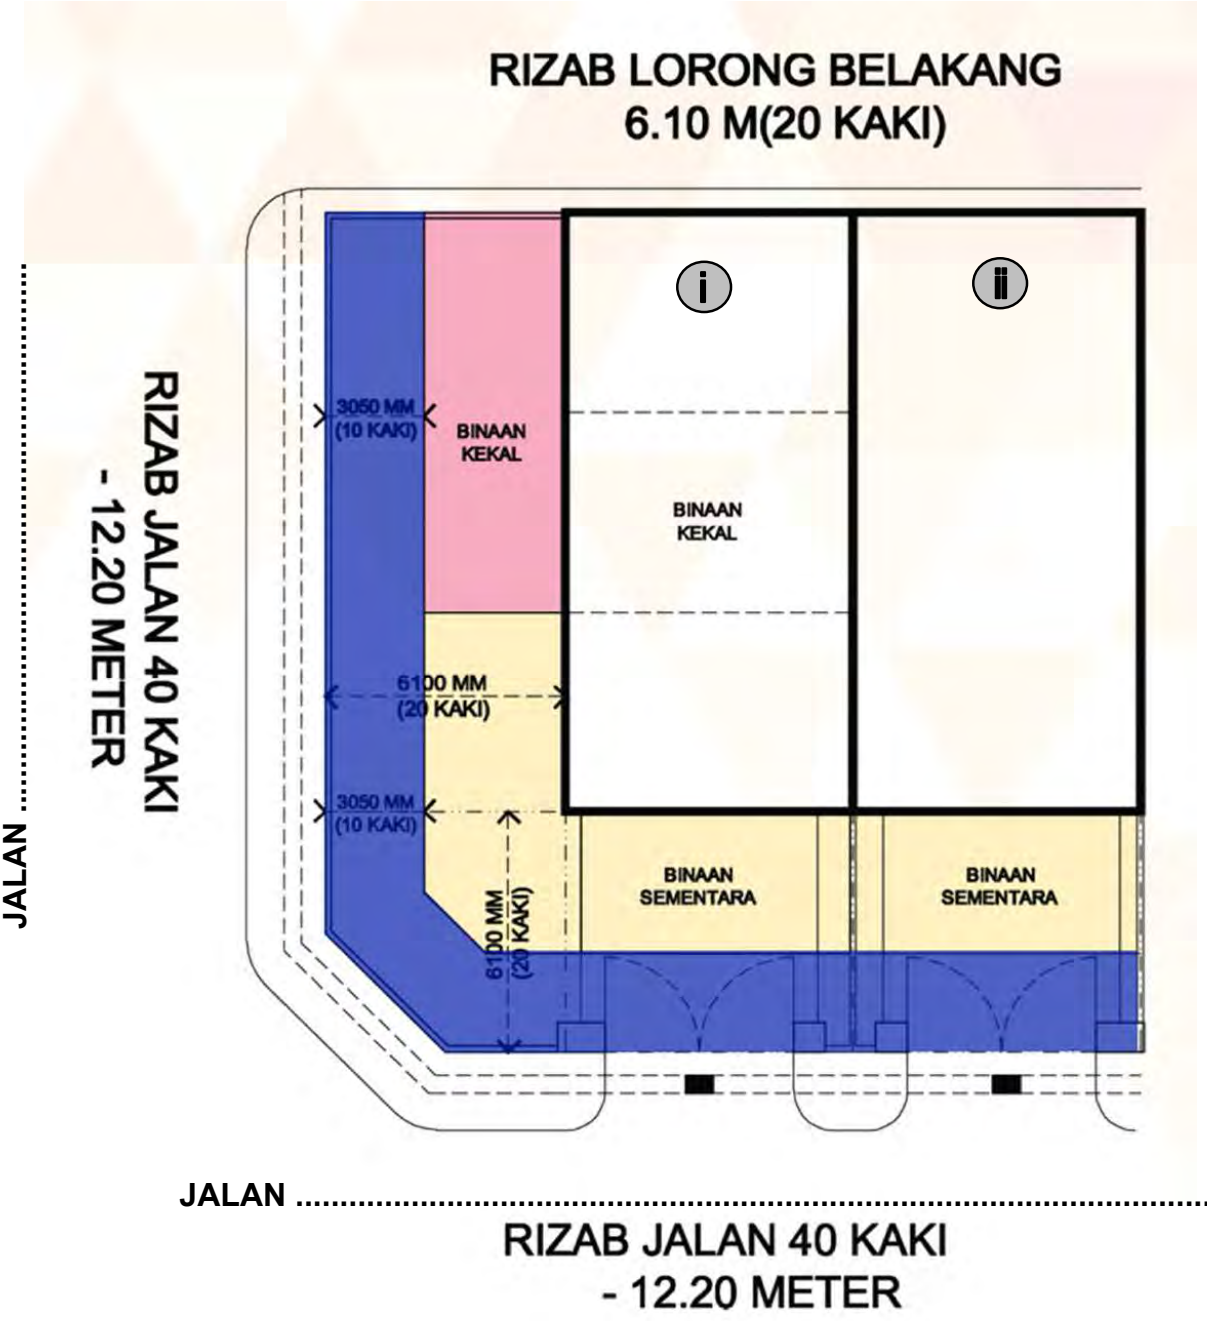 RIZAB LORONG BELAKANG
6.10 M(20 KAKI)
i
ii
3050 MM
(10 KAKI)
BINAAN
KEKAL
BINAAN
KEKAL
6100 MM
(20 KAKI)
3050 MM
(10 KAKI)
6100 MM
(20 KAKI)
BINAAN
SEMENTARA
BINAAN
SEMENTARA
RIZAB JALAN 40 KAKI
- 12.20 METER
JALAN ................................................
JALAN ................................................................................
RIZAB JALAN 40 KAKI
- 12.20 METER